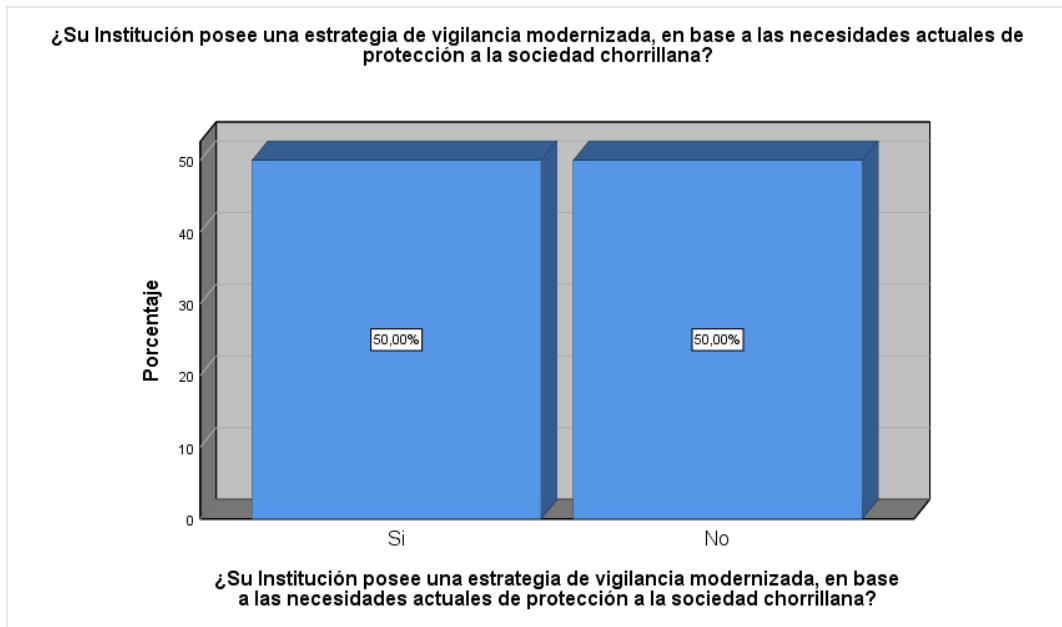 ¿Su Institución posee una estrategia de vigilancia modernizada, en base a las necesidades actuales de
protección a la sociedad chorrillana?
Porcentaje
50
40
30
20
10
0
50,00%
50,00%
Si
No
¿Su Institución posee una estrategia de vigilancia modernizada, en base
a las necesidades actuales de protección a la sociedad chorrillana?